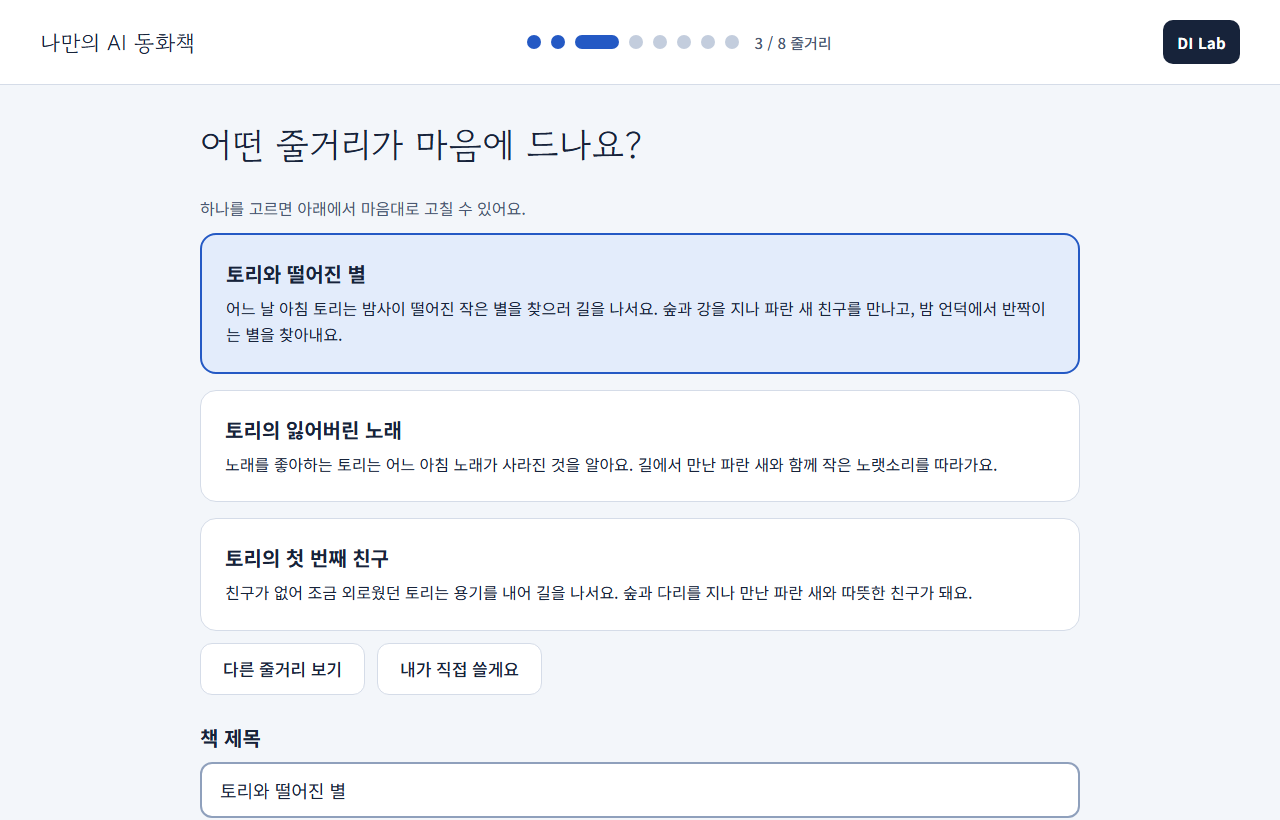 나만의 AI 동화책
3 / 8 줄거리
DI Lab
어떤 줄거리가 마음에 드나요?
하나를 고르면 아래에서 마음대로 고칠 수 있어요.
토리와 떨어진 별
어느 날 아침 토리는 밤사이 떨어진 작은 별을 찾으러 길을 나서요. 숲과 강을 지나 파란 새 친구를 만나고, 밤 언덕에서 반짝이
는 별을 찾아내요.
토리의 잃어버린 노래
노래를 좋아하는 토리는 어느 아침 노래가 사라진 것을 알아요. 길에서 만난 파란 새와 함께 작은 노랫소리를 따라가요.
토리의 첫 번째 친구
친구가 없어 조금 외로웠던 토리는 용기를 내어 길을 나서요. 숲과 다리를 지나 만난 파란 새와 따뜻한 친구가 돼요.
다른 줄거리 보기
내가 직접 쓸게요
책 제목
토리와 떨어진 별